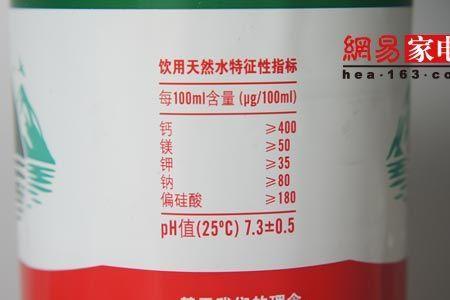 網易家电
hea·163·com
饮用天然水特征性指标
每100ml含量 (μg/100ml)
钙 ≥400
镁 ≥50
钾 ≥35
钠 ≥80
偏硅酸 ≥180
pH值(25ºC) 7.3±0.5